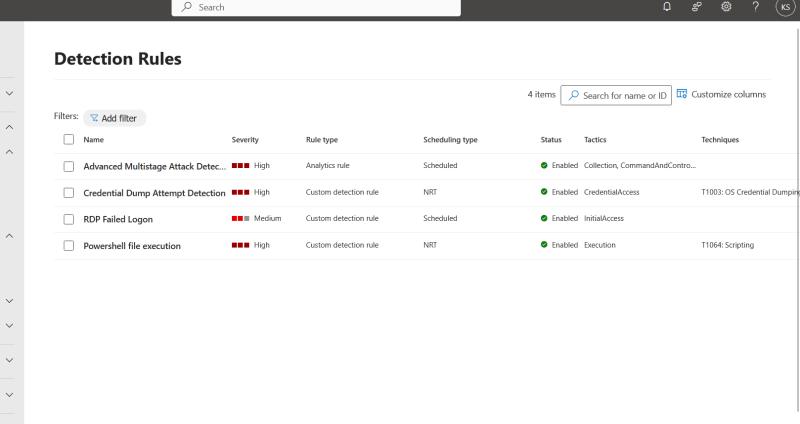 Search
?
KS
Detection Rules
4 items Search for name or ID Customize columns
Filters: Add filter
Name Severity Rule type Scheduling type Status Tactics Techniques
Advanced Multistage Attack Detec... High Analytics rule Scheduled Enabled Collection, CommandAndContro...
Credential Dump Attempt Detection High Custom detection rule NRT Enabled CredentialAccess T1003: OS Credential Dumping
RDP Failed Logon Medium Custom detection rule Scheduled Enabled InitialAccess
Powershell file execution High Custom detection rule NRT Enabled Execution T1064: Scripting